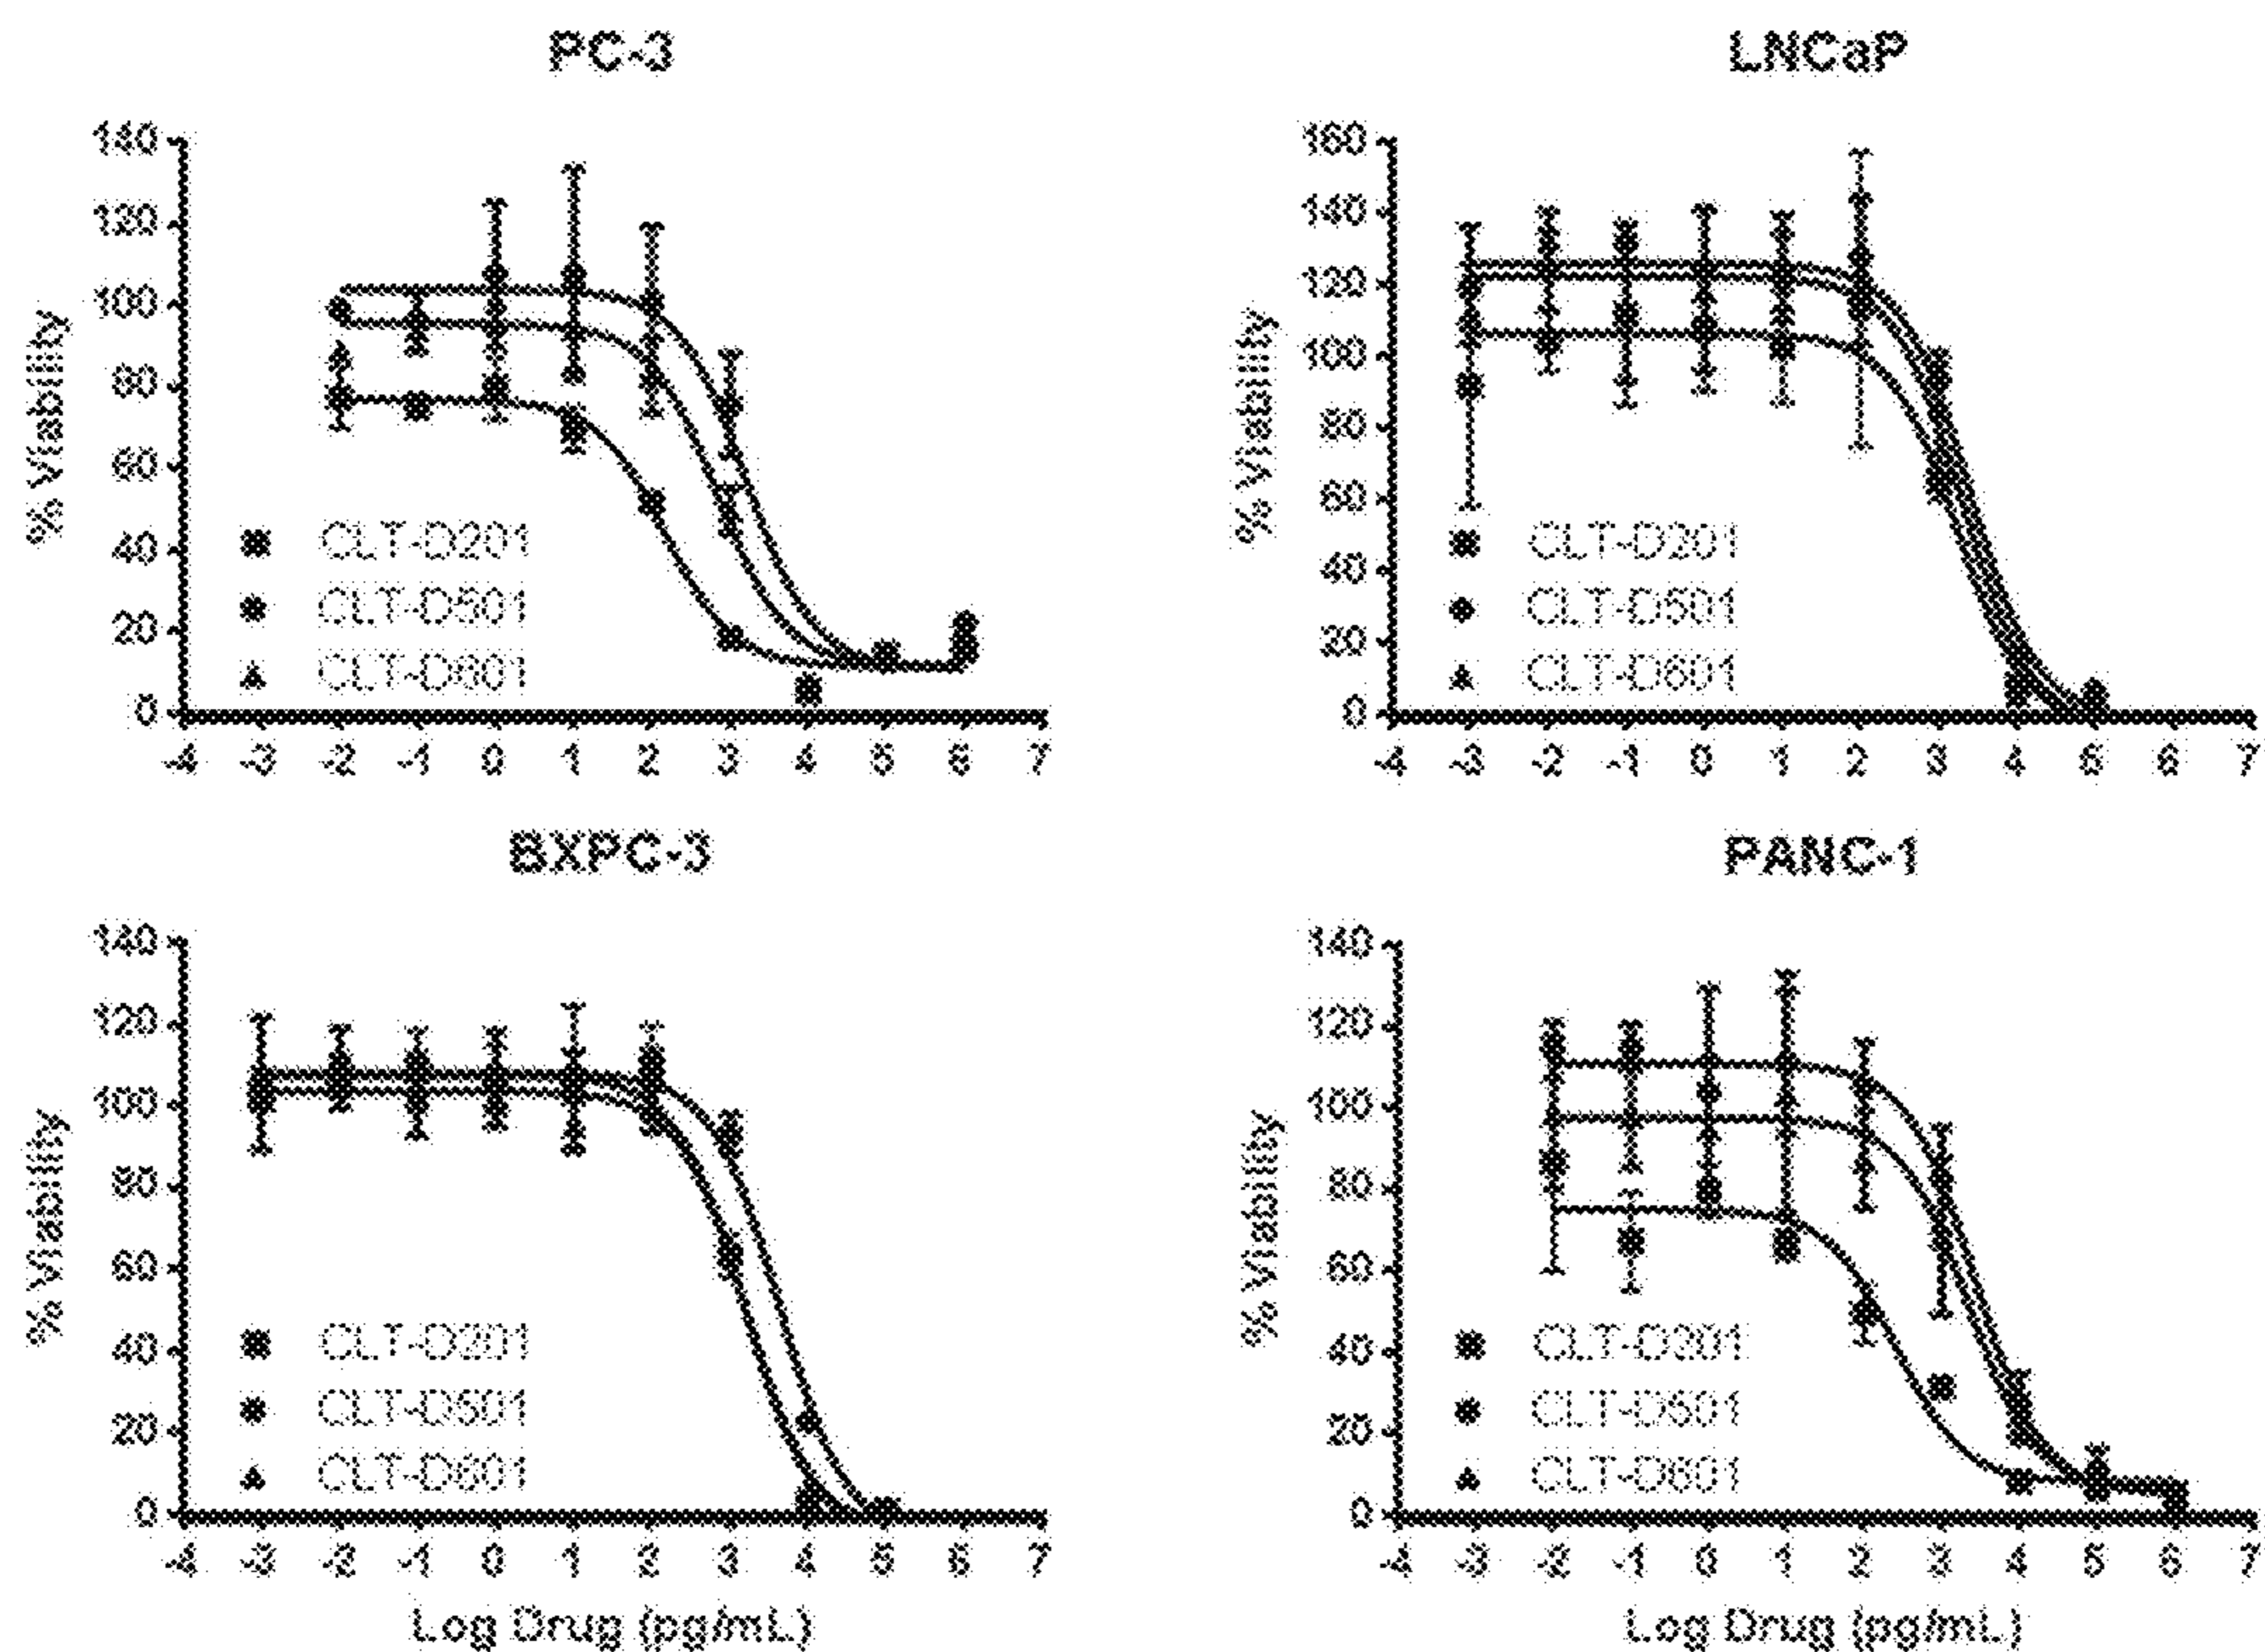 PC-3
140
120
100
80
60
40
20
0
% Viability
CLT-D201
CLT-D501
CLT-D601
-4 -3 -2 -1 0 1 2 3 4 5 6 7
LNCaP
160
140
120
100
80
60
40
20
0
% Viability
CLT-D201
CLT-D501
CLT-D601
-4 -3 -2 -1 0 1 2 3 4 5 6 7
BXPC-3
140
120
100
80
60
40
20
0
% Viability
CLT-D201
CLT-D501
CLT-D601
-4 -3 -2 -1 0 1 2 3 4 5 6 7
Log Drug (pg/mL)
PANC-1
140
120
100
80
60
40
20
0
% Viability
CLT-D201
CLT-D501
CLT-D601
-4 -3 -2 -1 0 1 2 3 4 5 6 7
Log Drug (pg/mL)